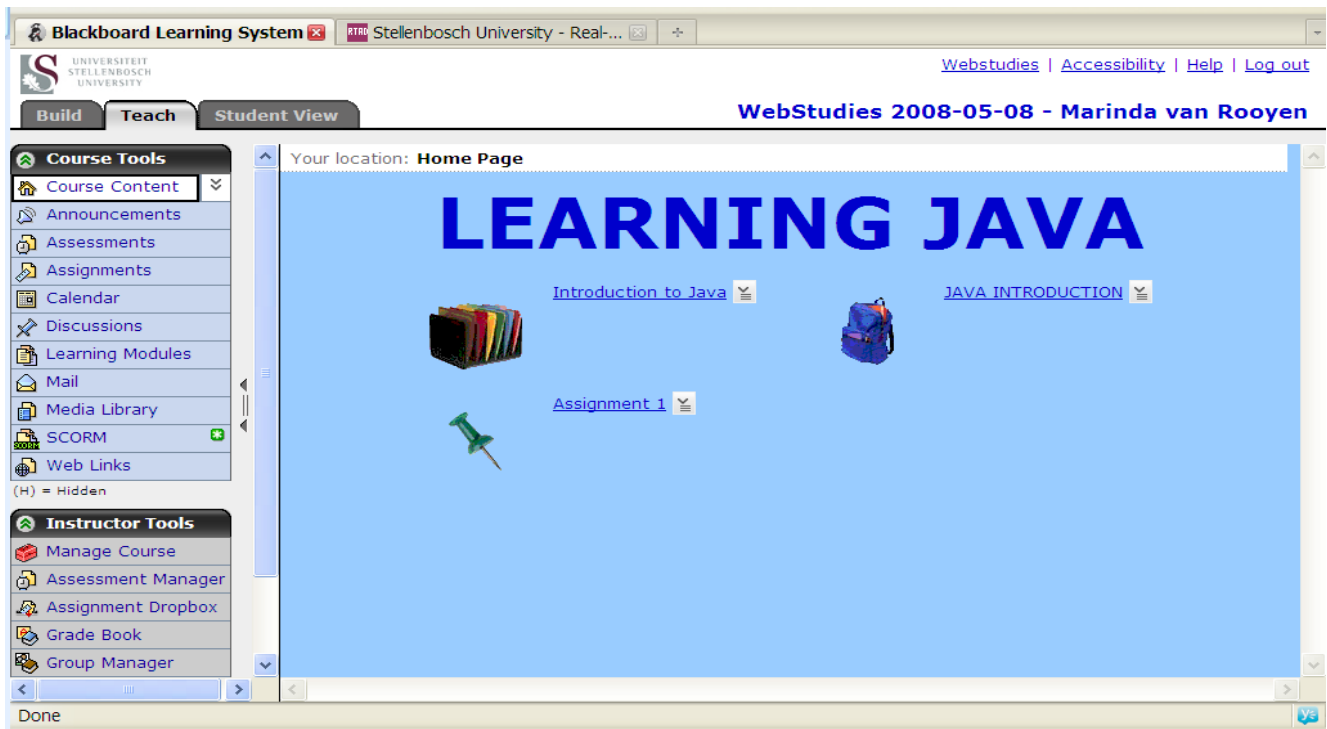 Blackboard Learning System
Stellenbosch University - Real-...
UNIVERSITEIT
STELLENBOSCH
UNIVERSITY
Webstudies | Accessibility | Help | Log out
Build Teach Student View
WebStudies 2008-05-08 - Marinda van Rooyen
Course Tools
Course Content
Announcements
Assessments
Assignments
Calendar
Discussions
Learning Modules
Mail
Media Library
SCORM
Web Links
(H) = Hidden
Instructor Tools
Manage Course
Assessment Manager
Assignment Dropbox
Grade Book
Group Manager
Your location: Home Page
LEARNING JAVA
Introduction to Java
JAVA INTRODUCTION
Assignment 1
Done